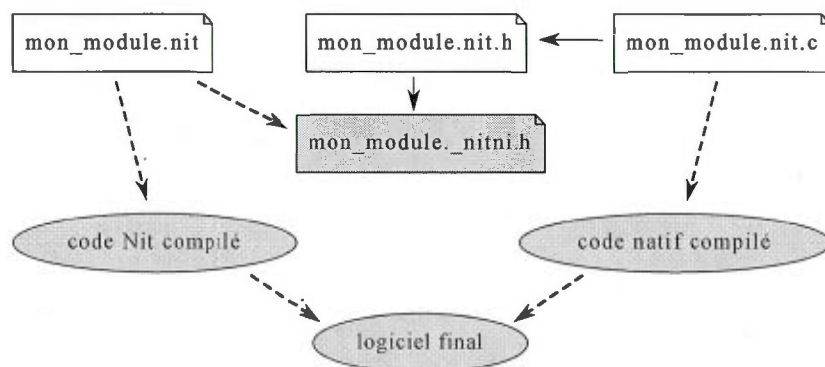 mon_module.nit
mon_module.nit.h
mon_module.nit.c
mon_module._nitni.h
code Nit compilé
code natif compilé
logiciel final